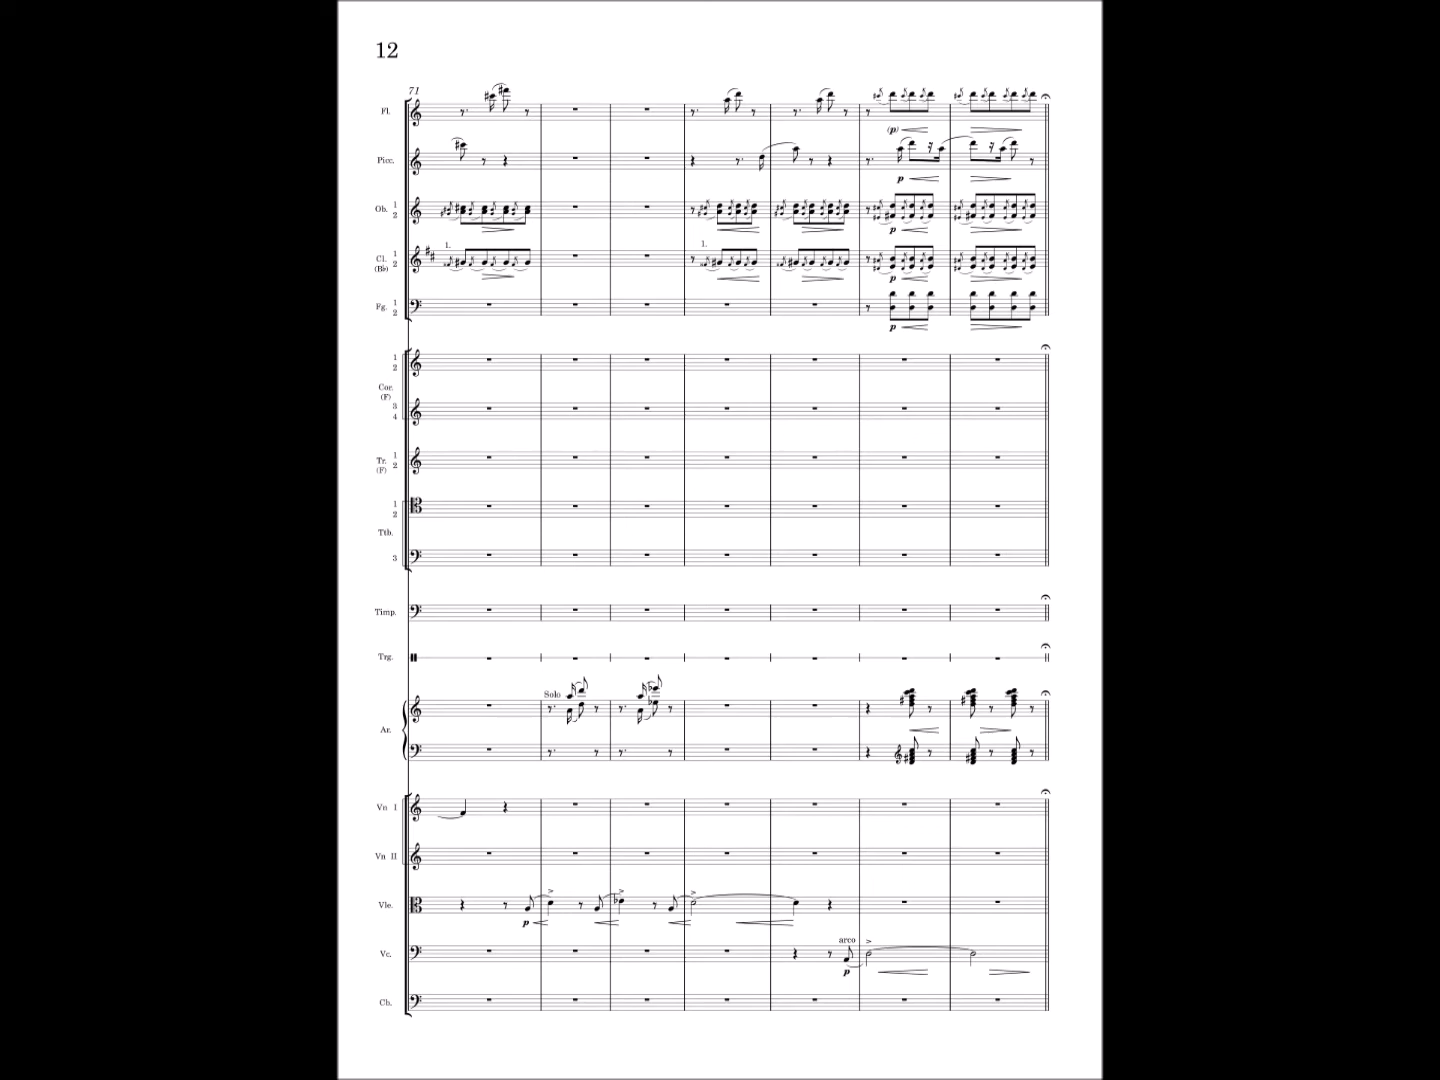 12
71
Fl.
Picc.
Ob. 1 2
1.
1.
Cl. (B♭) 1 2
Fg. 1 2
(p)
p
p
p
p
1 2
Cor. (F)
3 4
Tr. (F) 1 2
1 2
Ttb.
3
Timp.
Trg.
Solo
Ar.
Vn I
Vn II
Vle.
p
arco
Vc.
p
Cb.